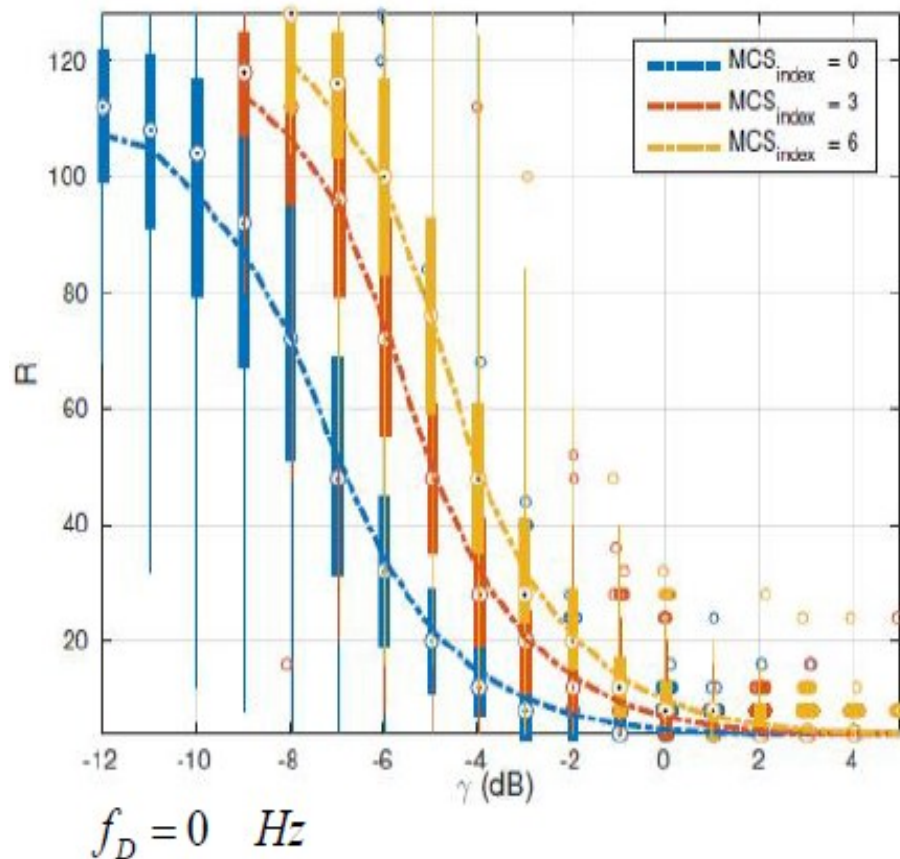 120
100
80
60
40
20
R
MCS index = 0
MCS index = 3
MCS index = 6
-12 -10 -8 -6 -4 -2 0 2 4
γ (dB)
f_D = 0 Hz